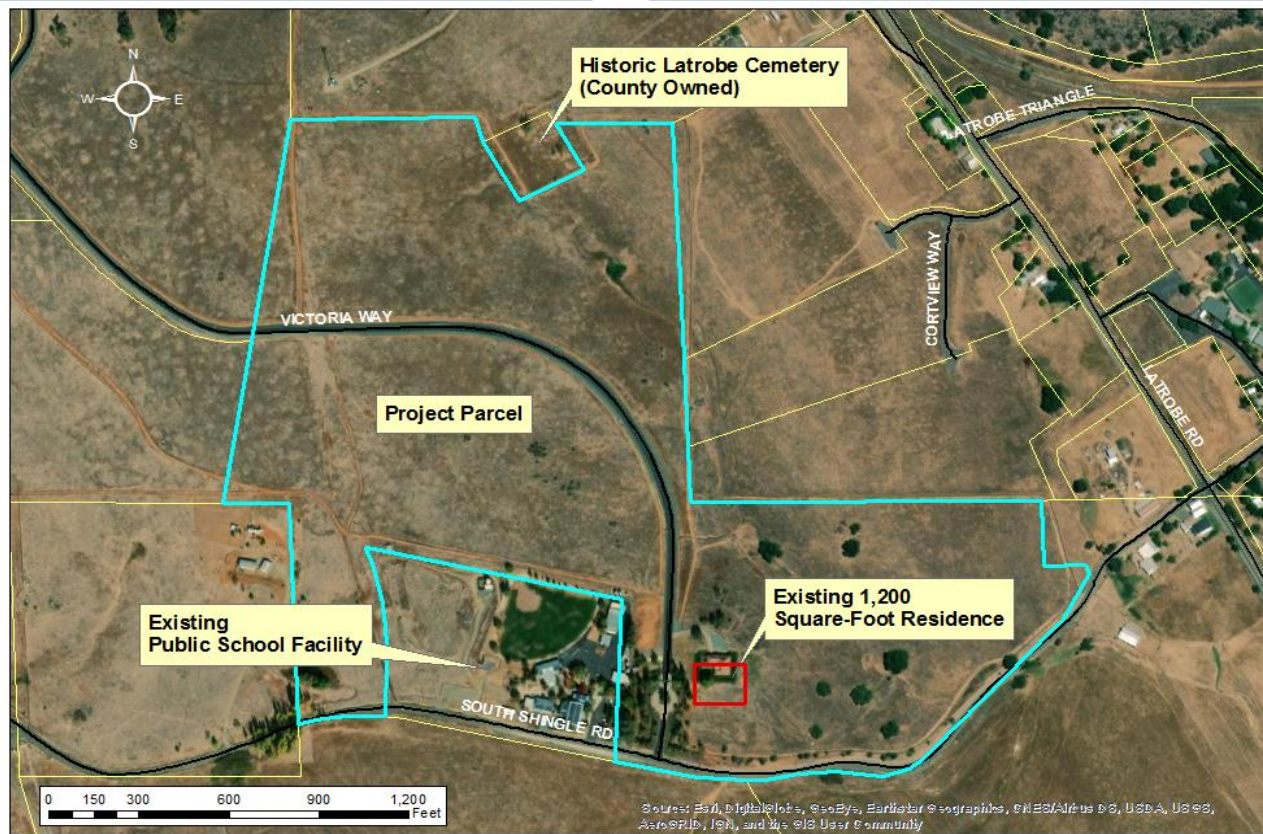 N
W E
S
Historic Latrobe Cemetery
(County Owned)
LATROBE TRIANGLE
CORTVIEW WAY
VICTORIA WAY
LATROBE RD
Project Parcel
Existing 1,200
Square-Foot Residence
Existing
Public School Facility
SOUTH SHINGLE RD
0 150 300 600 900 1,200
Feet
Source: Esri, DigitalGlobe, GeoEye, Earthstar Geographics, CNES/Airbus DS, USDA, USGS,
AeroGRID, IGN, and the GIS User Community